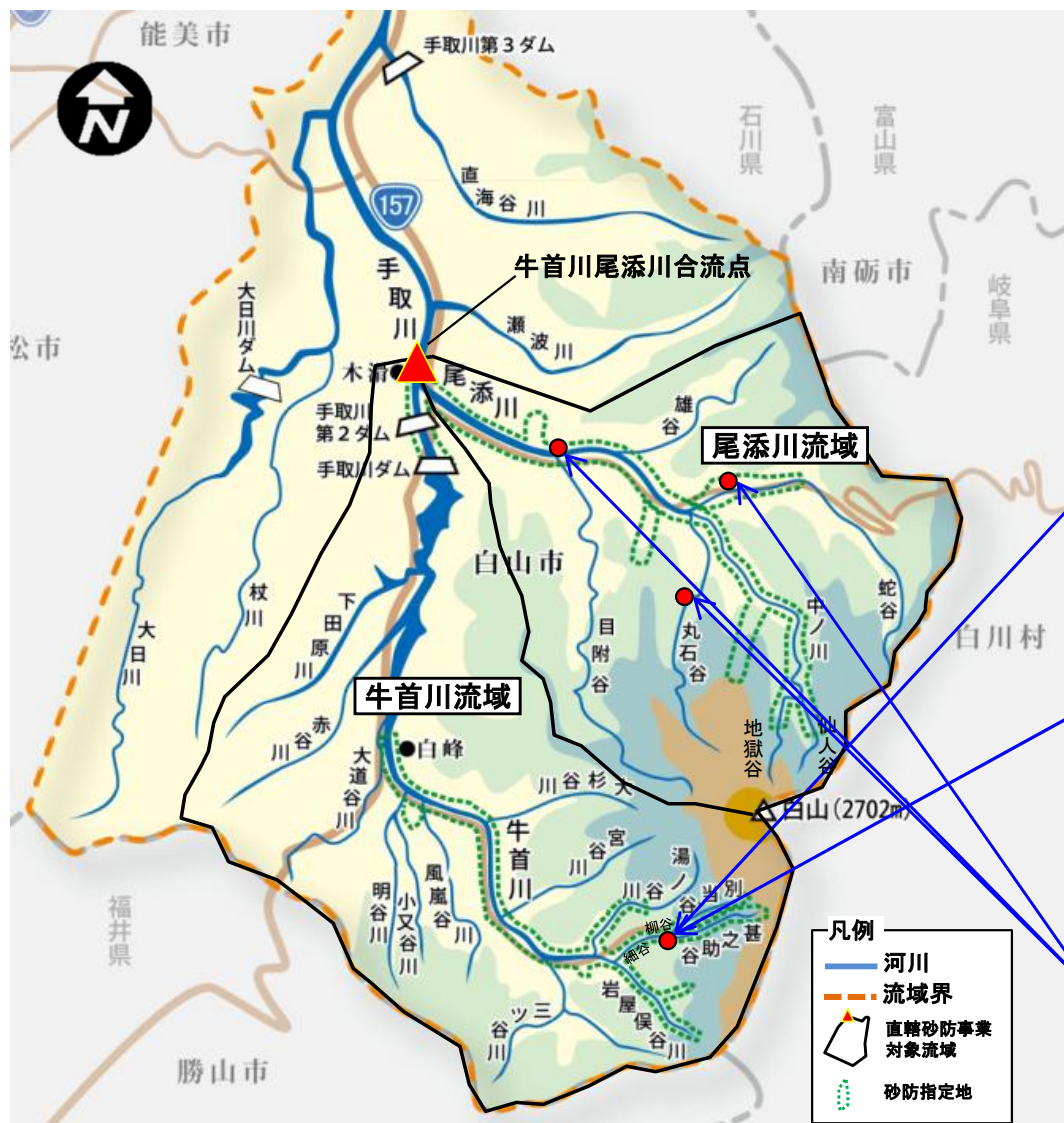 能美市
手取川第3ダム
N
石川県
富山県
直海谷川
157
牛首川尾添川合流点
南砺市
岐阜県
手取川
大日川ダム
瀬波川
松市
木滑
尾添川
雄谷
手取川
第2ダム
尾添川流域
手取川ダム
白山市
杖川
下田原川
目附谷
丸石谷
中ノ川
蛇谷
大日川
白川村
牛首川流域
赤谷川
地獄谷
仙人谷
大道谷川
白峰
大杉谷川
白山(2702m)
牛首川
宮谷川
湯ノ谷川
別当谷
風嵐谷川
小又谷川
明谷川
柳谷
細谷
甚之助谷
福井県
岩屋俣谷川
三ツ谷川
勝山市
凡例
河川
流域界
直轄砂防事業
対象流域
砂防指定地